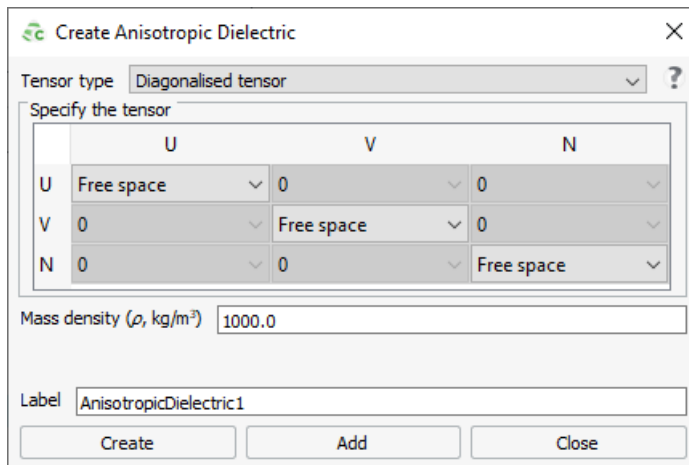 Create Anisotropic Dielectric
Tensor type Diagonalised tensor ?
Specify the tensor
U V N
U Free space 0 0
V 0 Free space 0
N 0 0 Free space
Mass density (ρ, kg/m³) 1000.0
Label AnisotropicDielectric1
Create Add Close